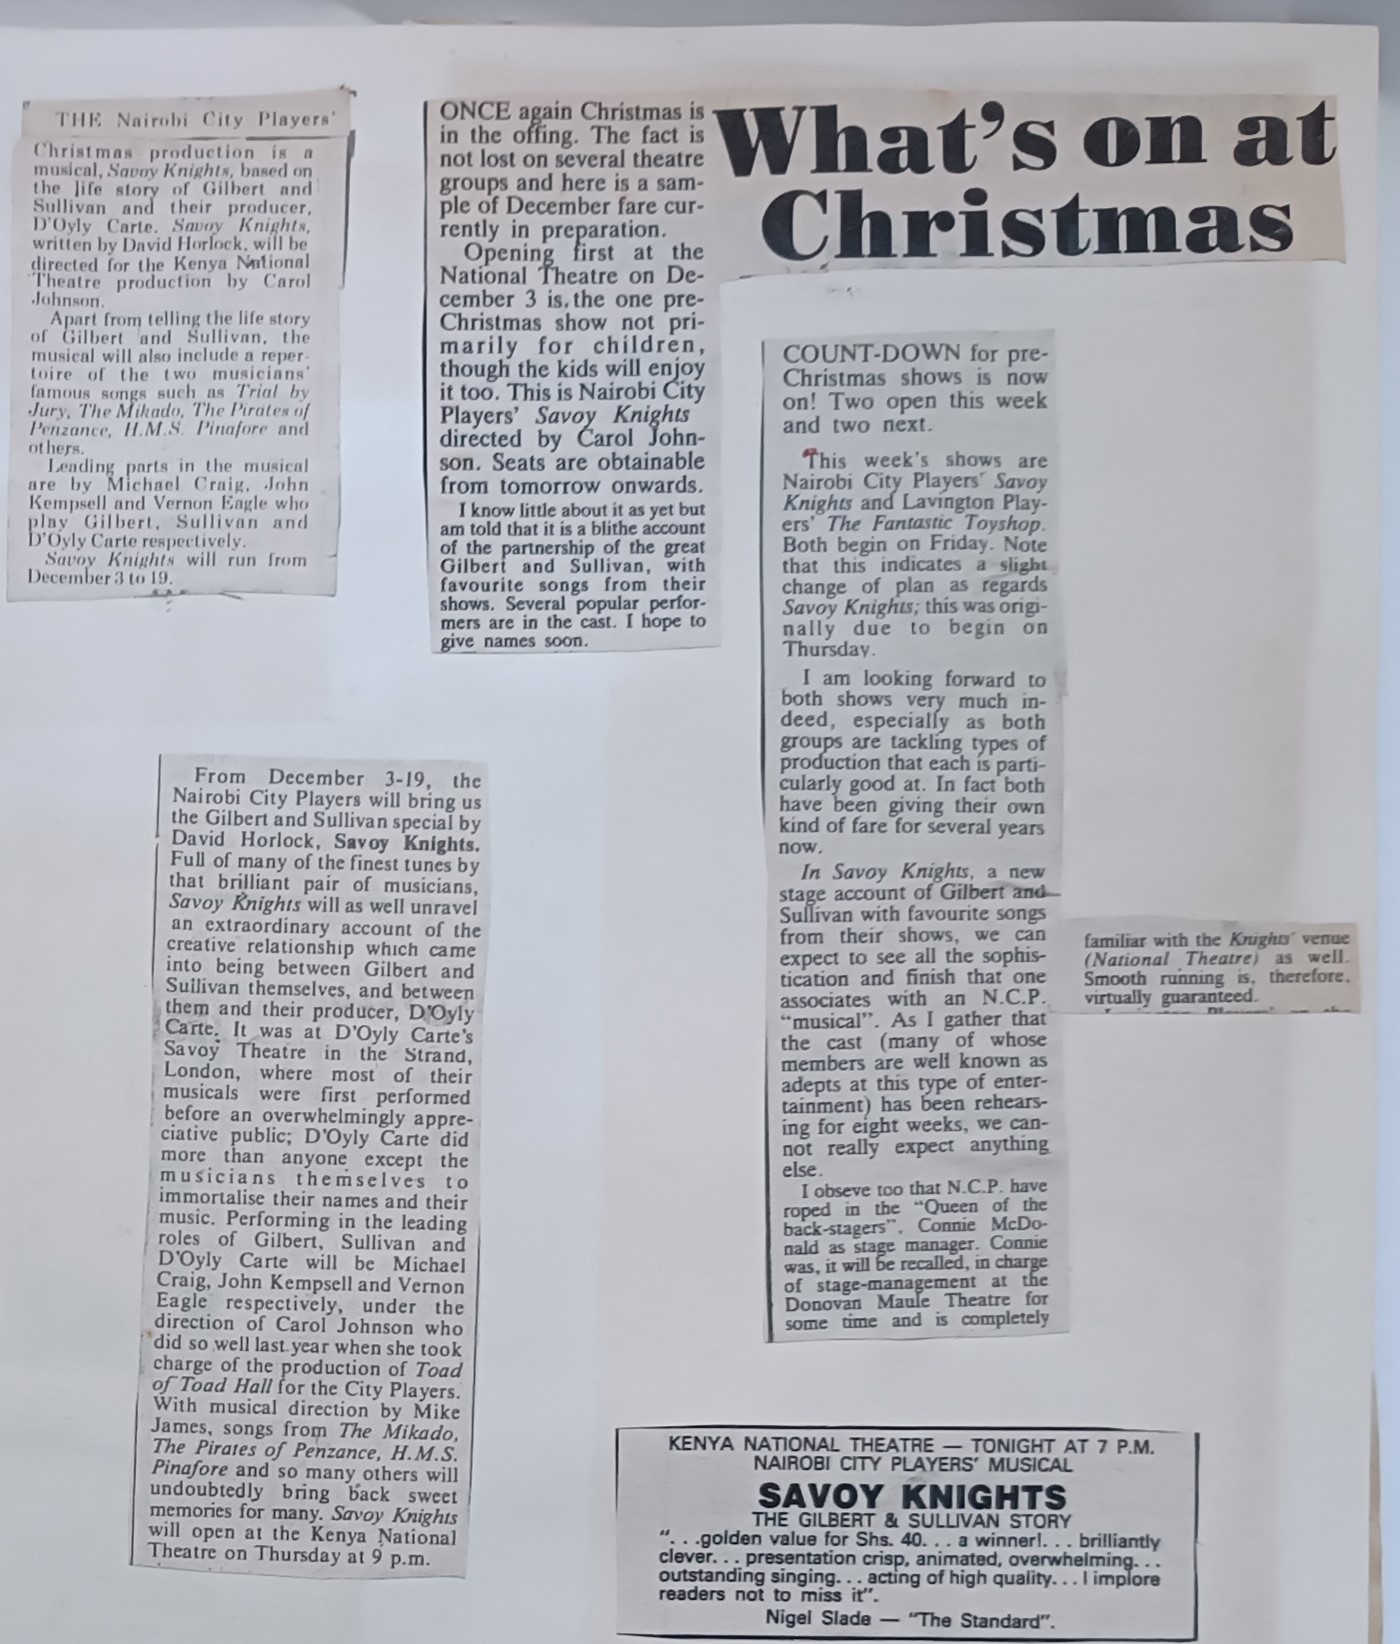 THE Nairobi City Players'
Christmas production is a
musical, Savoy Knights, based on
the life story of Gilbert and
Sullivan and their producer,
D'Oyly Carte. Savoy Knights,
written by David Horlock, will be
directed for the Kenya National
Theatre production by Carol
Johnson.
Apart from telling the life story
of Gilbert and Sullivan, the
musical will also include a reper-
toire of the two musicians'
famous songs such as Trial by
Jury, The Mikado, The Pirates of
Penzance, H.M.S. Pinafore and
others.
Leading parts in the musical
are by Michael Craig, John
Kempsell and Vernon Eagle who
play Gilbert, Sullivan and
D'Oyly Carte respectively.
Savoy Knights will run from
December 3 to 19.
What's on at
Christmas
ONCE again Christmas is
in the offing. The fact is
not lost on several theatre
groups and here is a sam-
ple of December fare cur-
rently in preparation.
Opening first at the
National Theatre on De-
cember 3 is, the one pre-
Christmas show not pri-
marily for children,
though the kids will enjoy
it too. This is Nairobi City
Players' Savoy Knights
directed by Carol John-
son. Seats are obtainable
from tomorrow onwards.
I know little about it as yet but
am told that it is a blithe account
of the partnership of the great
Gilbert and Sullivan, with
favourite songs from their
shows. Several popular perfor-
mers are in the cast. I hope to
give names soon.
From December 3-19, the
Nairobi City Players will bring us
the Gilbert and Sullivan special by
David Horlock, Savoy Knights.
Full of many of the finest tunes by
that brilliant pair of musicians,
Savoy Knights will as well unravel
an extraordinary account of the
creative relationship which came
into being between Gilbert and
Sullivan themselves, and between
them and their producer, D'Oyly
Carte. It was at D'Oyly Carte's
Savoy Theatre in the Strand,
London, where most of their
musicals were first performed
before an overwhelmingly appre-
ciative public; D'Oyly Carte did
more than anyone except the
musicians themselves to
immortalise their names and their
music. Performing in the leading
roles of Gilbert, Sullivan and
D'Oyly Carte will be Michael
Craig, John Kempsell and Vernon
Eagle respectively, under the
direction of Carol Johnson who
did so well last year when she took
charge of the production of Toad
of Toad Hall for the City Players.
With musical direction by Mike
James, songs from The Mikado,
The Pirates of Penzance, H.M.S.
Pinafore and so many others will
undoubtedly bring back sweet
memories for many. Savoy Knights
will open at the Kenya National
Theatre on Thursday at 9 p.m.
COUNT-DOWN for pre-
Christmas shows is now
on! Two open this week
and two next.
This week's shows are
Nairobi City Players' Savoy
Knights and Lavington Play-
ers' The Fantastic Toyshop.
Both begin on Friday. Note
that this indicates a slight
change of plan as regards
Savoy Knights; this was origi-
nally due to begin on
Thursday.
I am looking forward to
both shows very much in-
deed, especially as both
groups are tackling types of
production that each is parti-
cularly good at. In fact both
have been giving their own
kind of fare for several years
now.
In Savoy Knights, a new
stage account of Gilbert and
Sullivan with favourite songs
from their shows, we can
expect to see all the sophis-
tication and finish that one
associates with an N.C.P.
"musical". As I gather that
the cast (many of whose
members are well known as
adepts at this type of enter-
tainment) has been rehears-
ing for eight weeks, we can-
not really expect anything
else.
I obseve too that N.C.P. have
roped in the "Queen of the
back-stagers", Connie McDo-
nald as stage manager. Connie
was, it will be recalled, in charge
of stage-management at the
Donovan Maule Theatre for
some time and is completely
familiar with the Knights' venue
(National Theatre) as well.
Smooth running is, therefore,
virtually guaranteed.
KENYA NATIONAL THEATRE — TONIGHT AT 7 P.M.
NAIROBI CITY PLAYERS' MUSICAL
SAVOY KNIGHTS
THE GILBERT & SULLIVAN STORY
". . .golden value for Shs. 40. . . a winner!. . . brilliantly
clever. . . presentation crisp, animated, overwhelming. . .
outstanding singing. . . acting of high quality. . . I implore
readers not to miss it".
Nigel Slade — "The Standard".